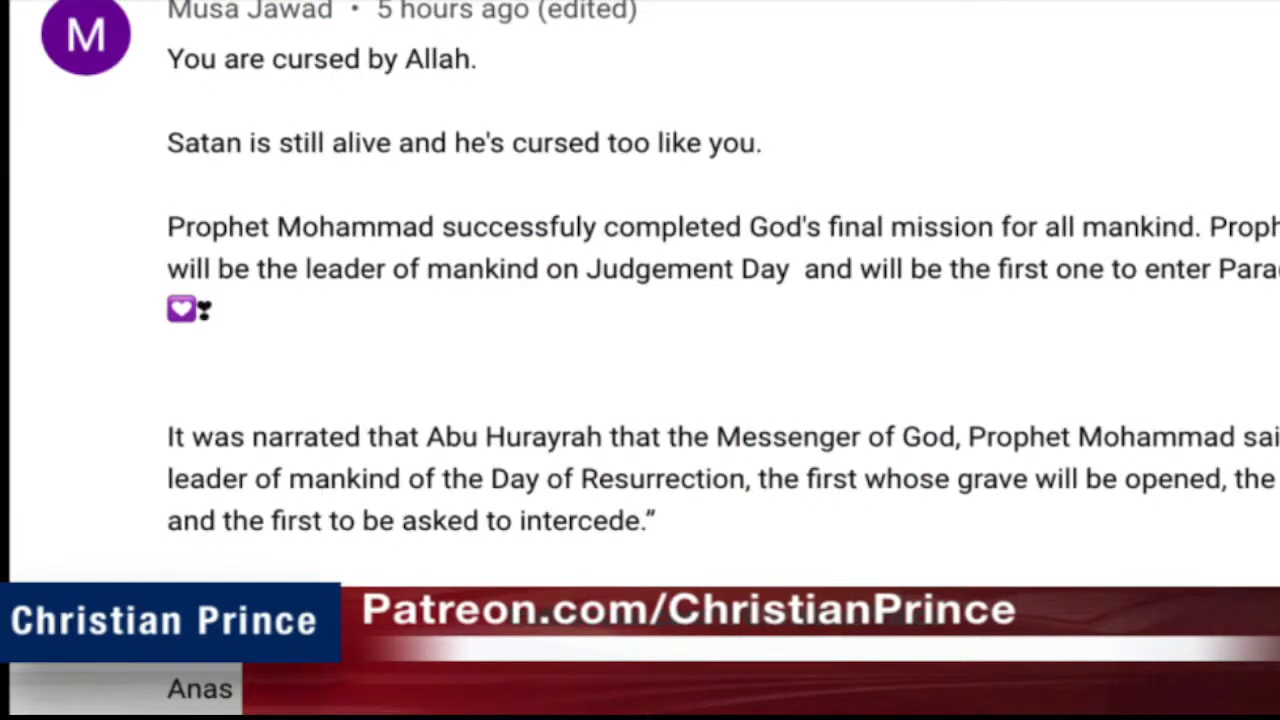 Musa Jawad • 5 hours ago (edited)
M
You are cursed by Allah.
Satan is still alive and he's cursed too like you.
Prophet Mohammad successfuly completed God's final mission for all mankind. Proph
will be the leader of mankind on Judgement Day and will be the first one to enter Para
💟❣
It was narrated that Abu Hurayrah that the Messenger of God, Prophet Mohammad sai
leader of mankind of the Day of Resurrection, the first whose grave will be opened, the
and the first to be asked to intercede.”
Christian Prince
Patreon.com/ChristianPrince
Anas